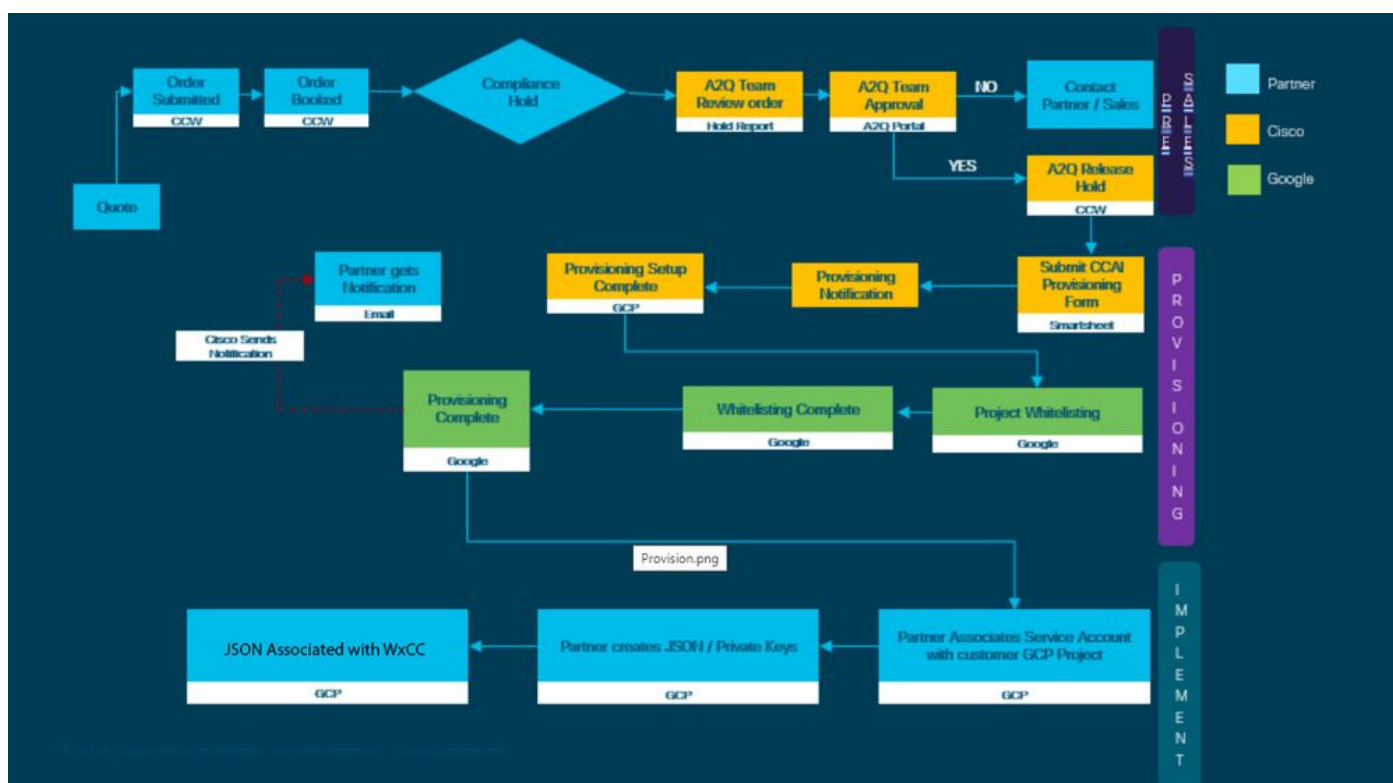 Order
Submitted
CCW
Order
Booked
CCW
Compliance
Hold
A2Q Team
Review order
Hold Report
A2Q Team
Approval
A2Q Portal
NO
Contact
Partner / Sales
YES
A2Q Release
Hold
CCW
Quote
PRE
SALES
Partner
Cisco
Google
Partner gets
Notification
Email
Cisco Sends
Notification
Provisioning Setup
Complete
GCP
Provisioning
Notification
Submit CCAI
Provisioning
Form
Smartsheet
PROVISIONING
Provisioning
Complete
Google
Whitelisting Complete
Google
Project Whitelisting
Google
Provision.png
JSON Associated with WxCC
GCP
Partner creates JSON / Private Keys
GCP
Partner Associates Service Account
with customer GCP Project
GCP
IMPLEMENT